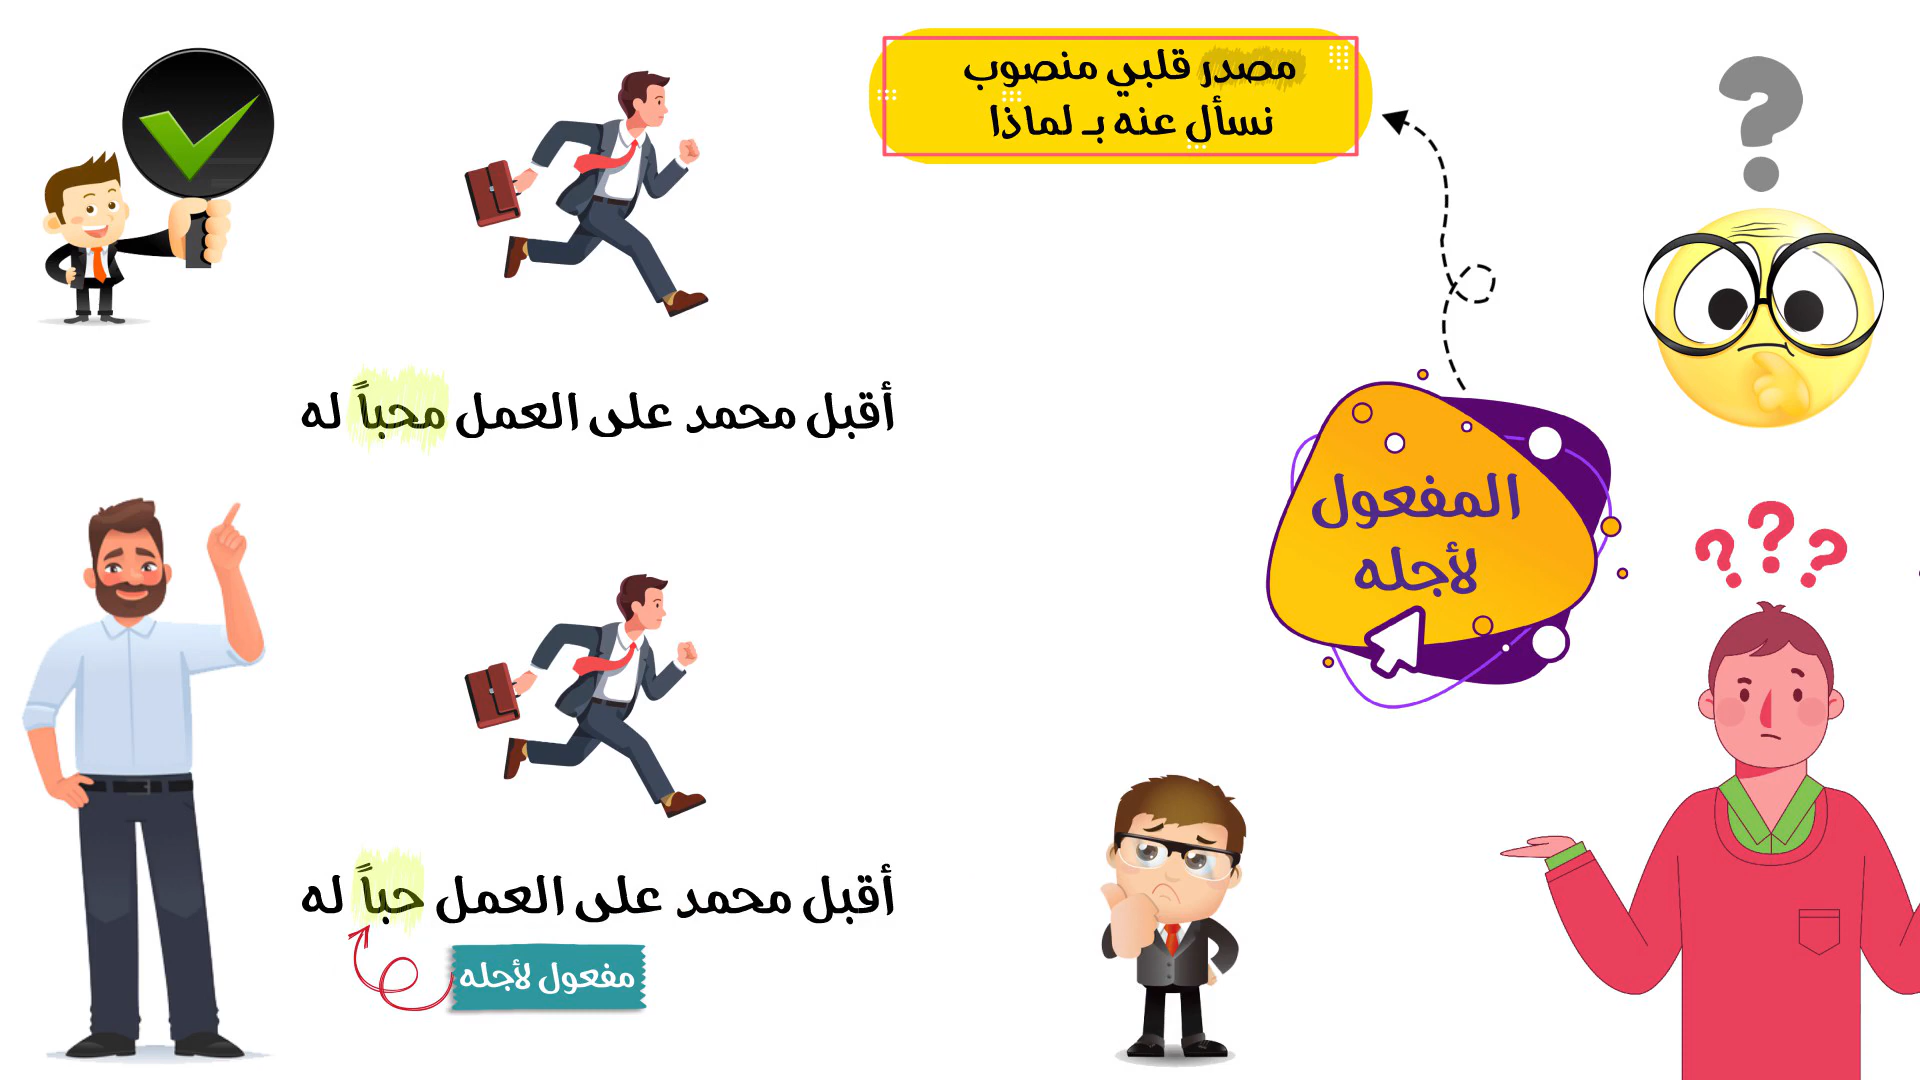 مصدر قلبي منصوب
نسأل عنه بـ لماذا
المفعول
لأجله
أقبل محمد على العمل محباً له
أقبل محمد على العمل حباً له
مفعول لأجله